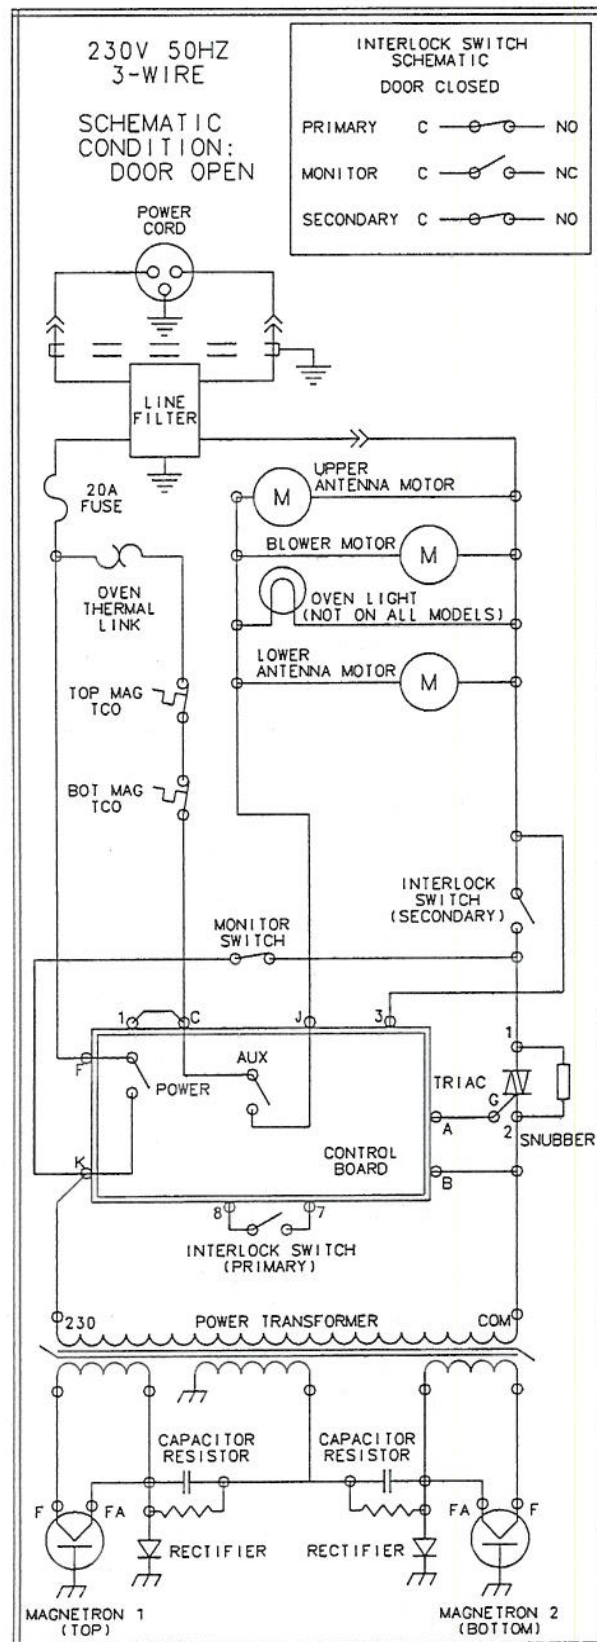 230V 50HZ
3-WIRE
SCHEMATIC
CONDITION:
DOOR OPEN
INTERLOCK SWITCH
SCHEMATIC
DOOR CLOSED
PRIMARY C NO
MONITOR C NC
SECONDARY C NO
POWER
CORD
LINE
FILTER
20A
FUSE
UPPER
ANTENNA MOTOR
M
BLOWER MOTOR
M
OVEN
THERMAL
LINK
OVEN LIGHT
(NOT ON ALL MODELS)
LOWER
ANTENNA MOTOR
M
TOP MAG
TCO
BOT MAG
TCO
INTERLOCK
SWITCH
(SECONDARY)
MONITOR
SWITCH
1 C J 3
1
F
POWER
AUX
TRIAC
G
A
2
SNUBBER
CONTROL
BOARD
K
B
8 7
INTERLOCK SWITCH
(PRIMARY)
230 POWER TRANSFORMER COM
CAPACITOR
RESISTOR
CAPACITOR
RESISTOR
F FA
FA F
RECTIFIER
RECTIFIER
MAGNETRON 1
(TOP)
MAGNETRON 2
(BOTTOM)